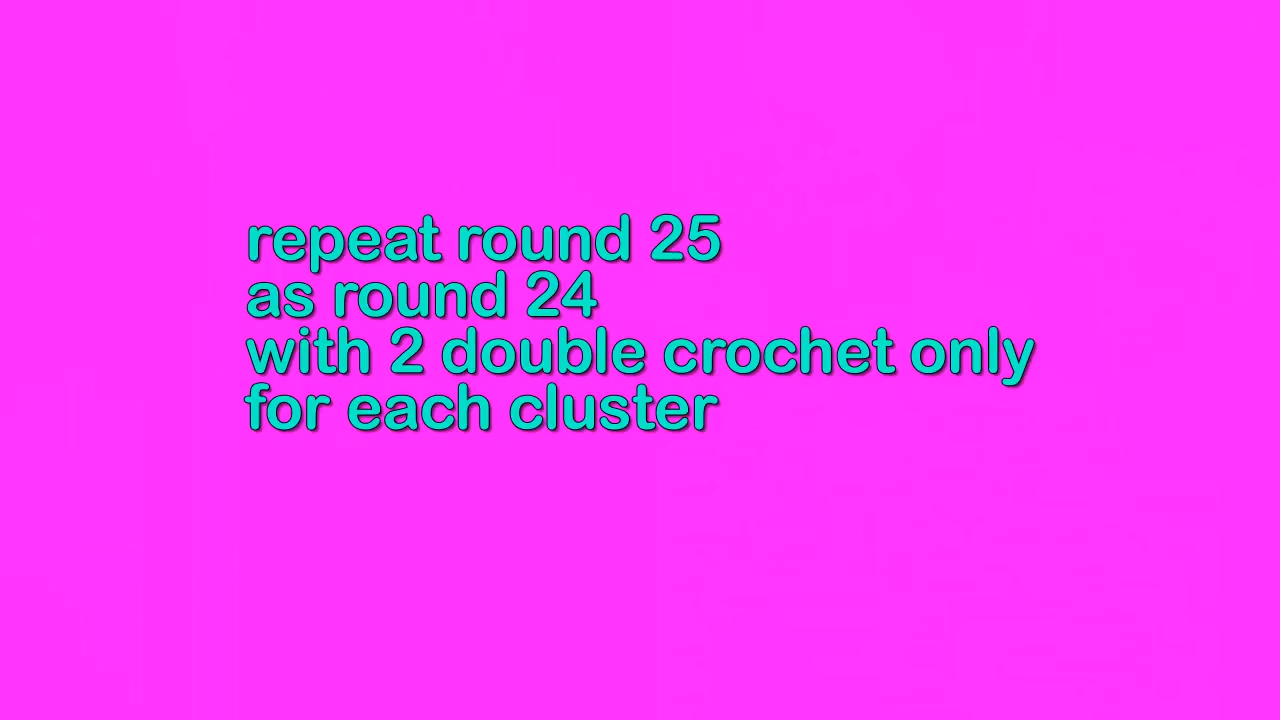 repeat round 25
as round 24
with 2 double crochet only
for each cluster